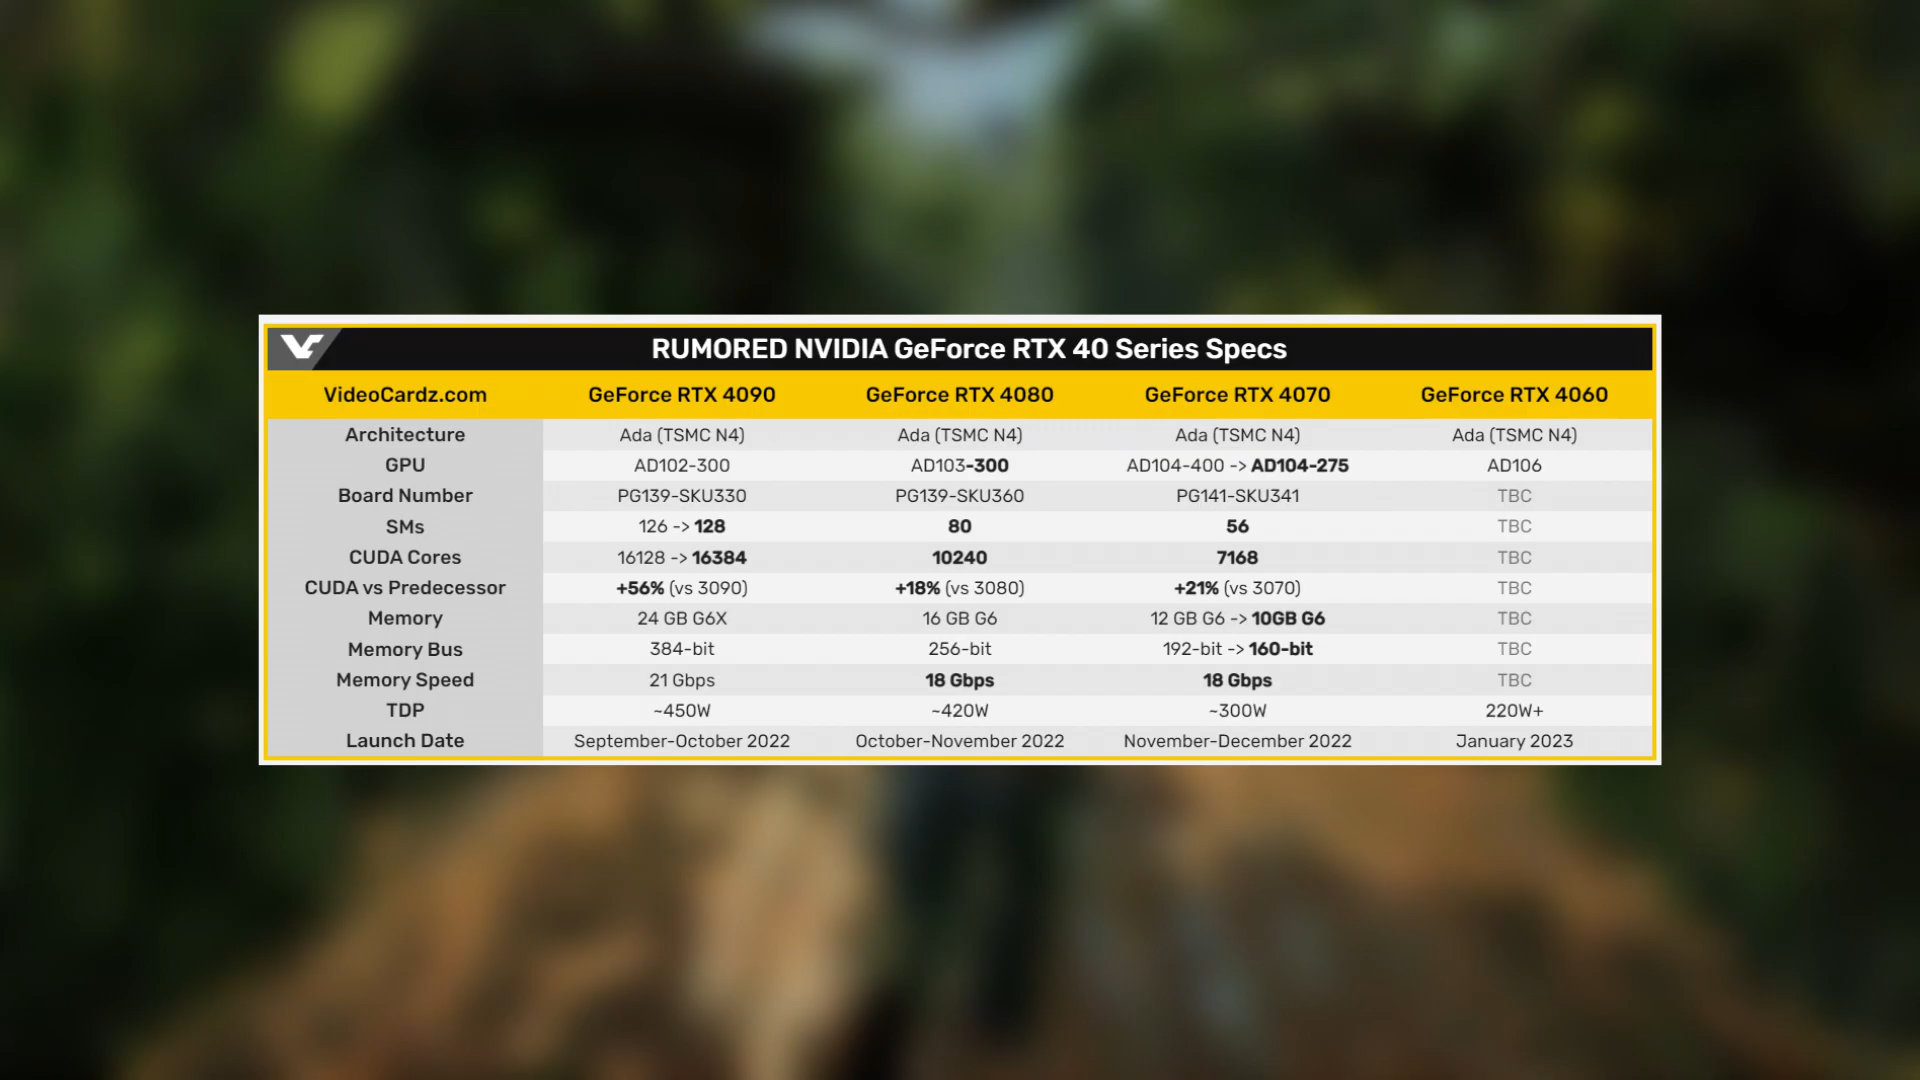 RUMORED NVIDIA GeForce RTX 40 Series Specs
VideoCardz.com GeForce RTX 4090 GeForce RTX 4080 GeForce RTX 4070 GeForce RTX 4060
Architecture Ada (TSMC N4) Ada (TSMC N4) Ada (TSMC N4) Ada (TSMC N4)
GPU AD102-300 AD103-300 AD104-400 -> AD104-275 AD106
Board Number PG139-SKU330 PG139-SKU360 PG141-SKU341 TBC
SMs 126 -> 128 80 56 TBC
CUDA Cores 16128 -> 16384 10240 7168 TBC
CUDA vs Predecessor +56% (vs 3090) +18% (vs 3080) +21% (vs 3070) TBC
Memory 24 GB G6X 16 GB G6 12 GB G6 -> 10GB G6 TBC
Memory Bus 384-bit 256-bit 192-bit -> 160-bit TBC
Memory Speed 21 Gbps 18 Gbps 18 Gbps TBC
TDP ~450W ~420W ~300W 220W+
Launch Date September-October 2022 October-November 2022 November-December 2022 January 2023